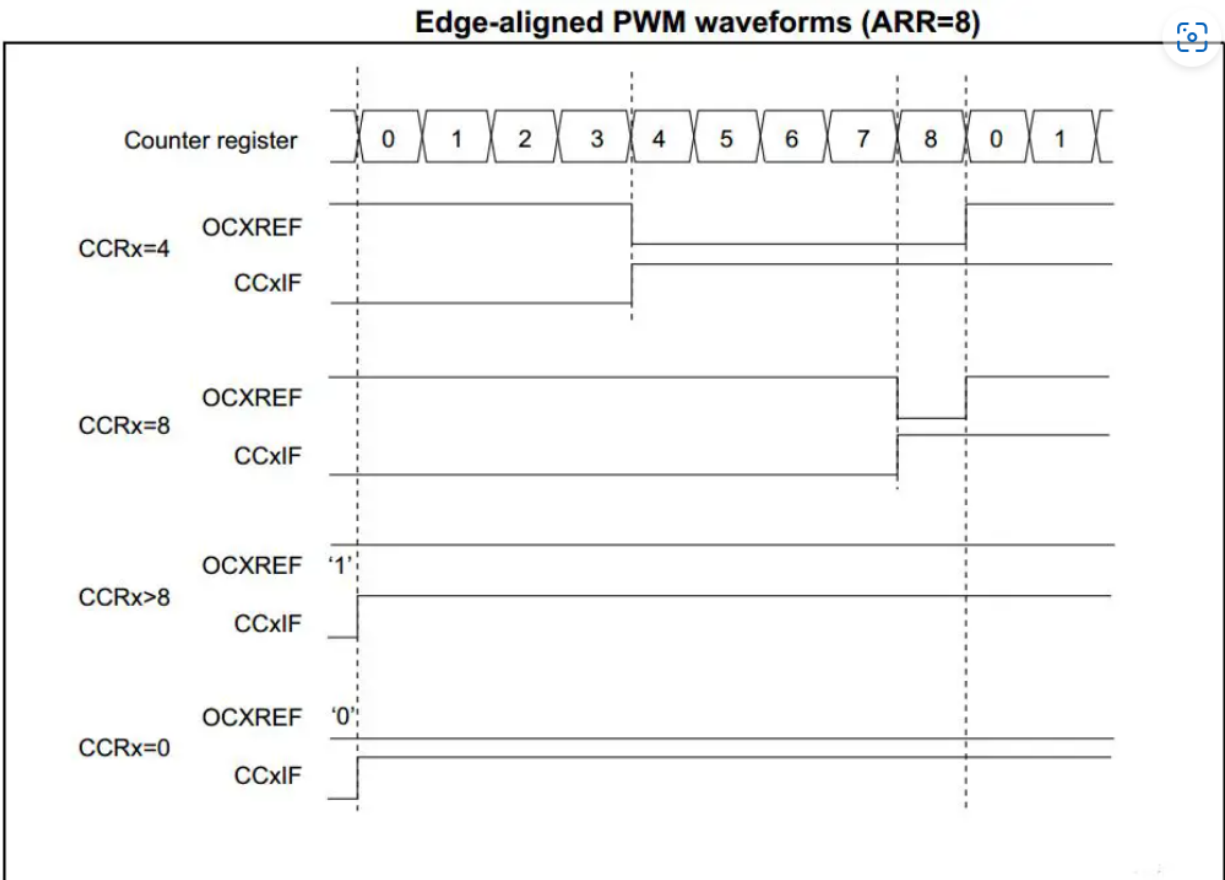 Edge-aligned PWM waveforms (ARR=8)
Counter register 0 1 2 3 4 5 6 7 8 0 1
OCXREF
CCRx=4
CCxIF
OCXREF
CCRx=8
CCxIF
OCXREF ‘1’
CCRx>8
CCxIF
OCXREF ‘0’
CCRx=0
CCxIF